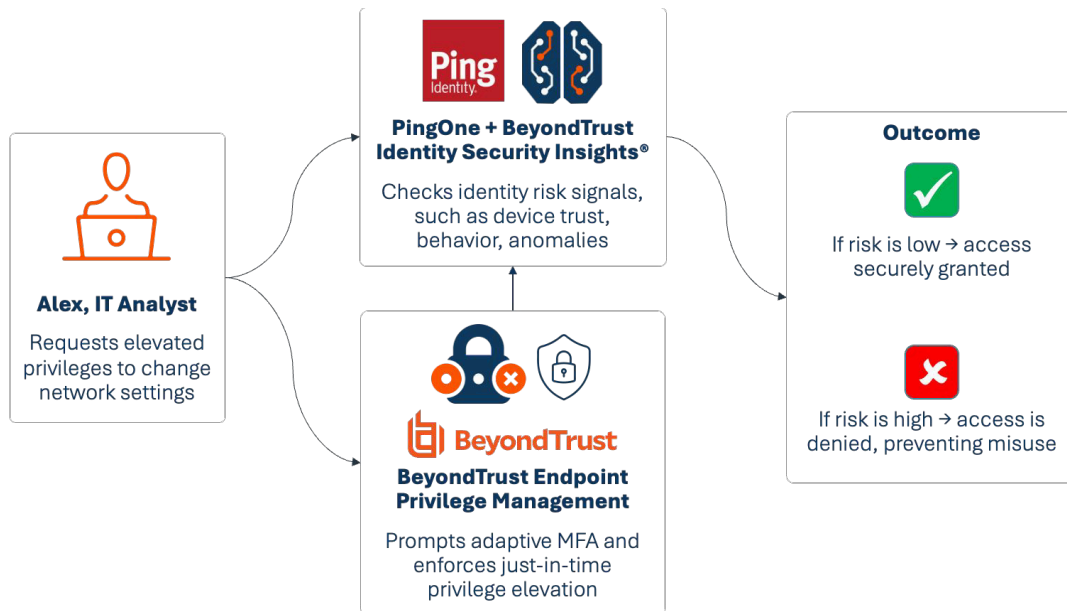 Alex, IT Analyst
Requests elevated
privileges to change
network settings
Ping
Identity.
PingOne + BeyondTrust
Identity Security Insights®
Checks identity risk signals,
such as device trust,
behavior, anomalies
BeyondTrust
BeyondTrust Endpoint
Privilege Management
Prompts adaptive MFA and
enforces just-in-time
privilege elevation
Outcome
If risk is low → access
securely granted
If risk is high → access is
denied, preventing misuse